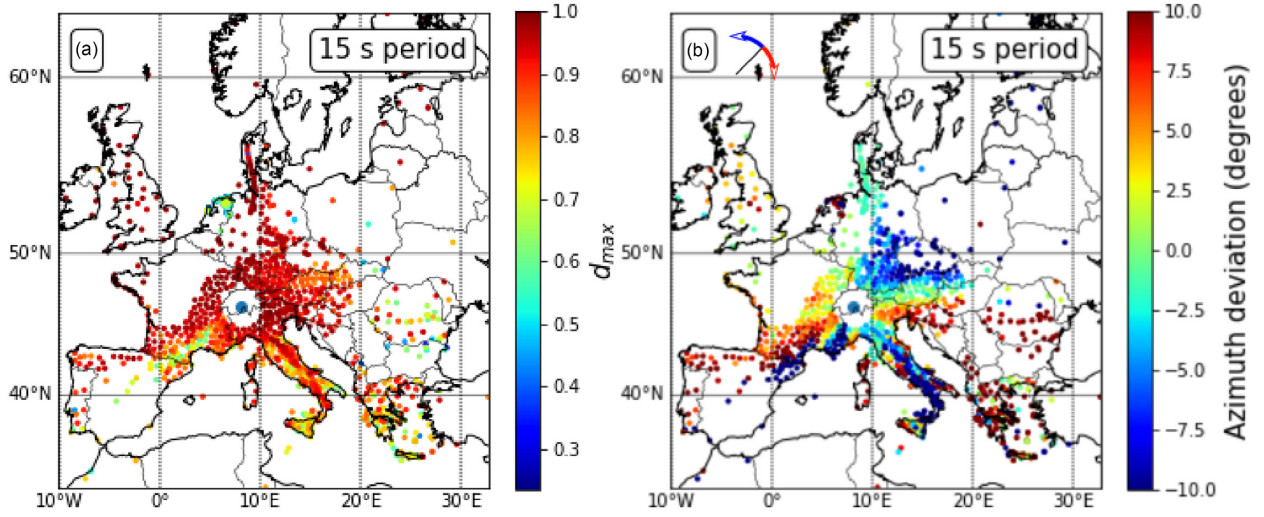 (a)
15 s period
60°N
50°N
40°N
10°W
0°
10°E
20°E
30°E
1.0
0.9
0.8
0.7
0.6
0.5
0.4
0.3
dmax
(b)
15 s period
60°N
50°N
40°N
10°W
0°
10°E
20°E
30°E
10.0
7.5
5.0
2.5
0.0
−2.5
−5.0
−7.5
−10.0
Azimuth deviation (degrees)